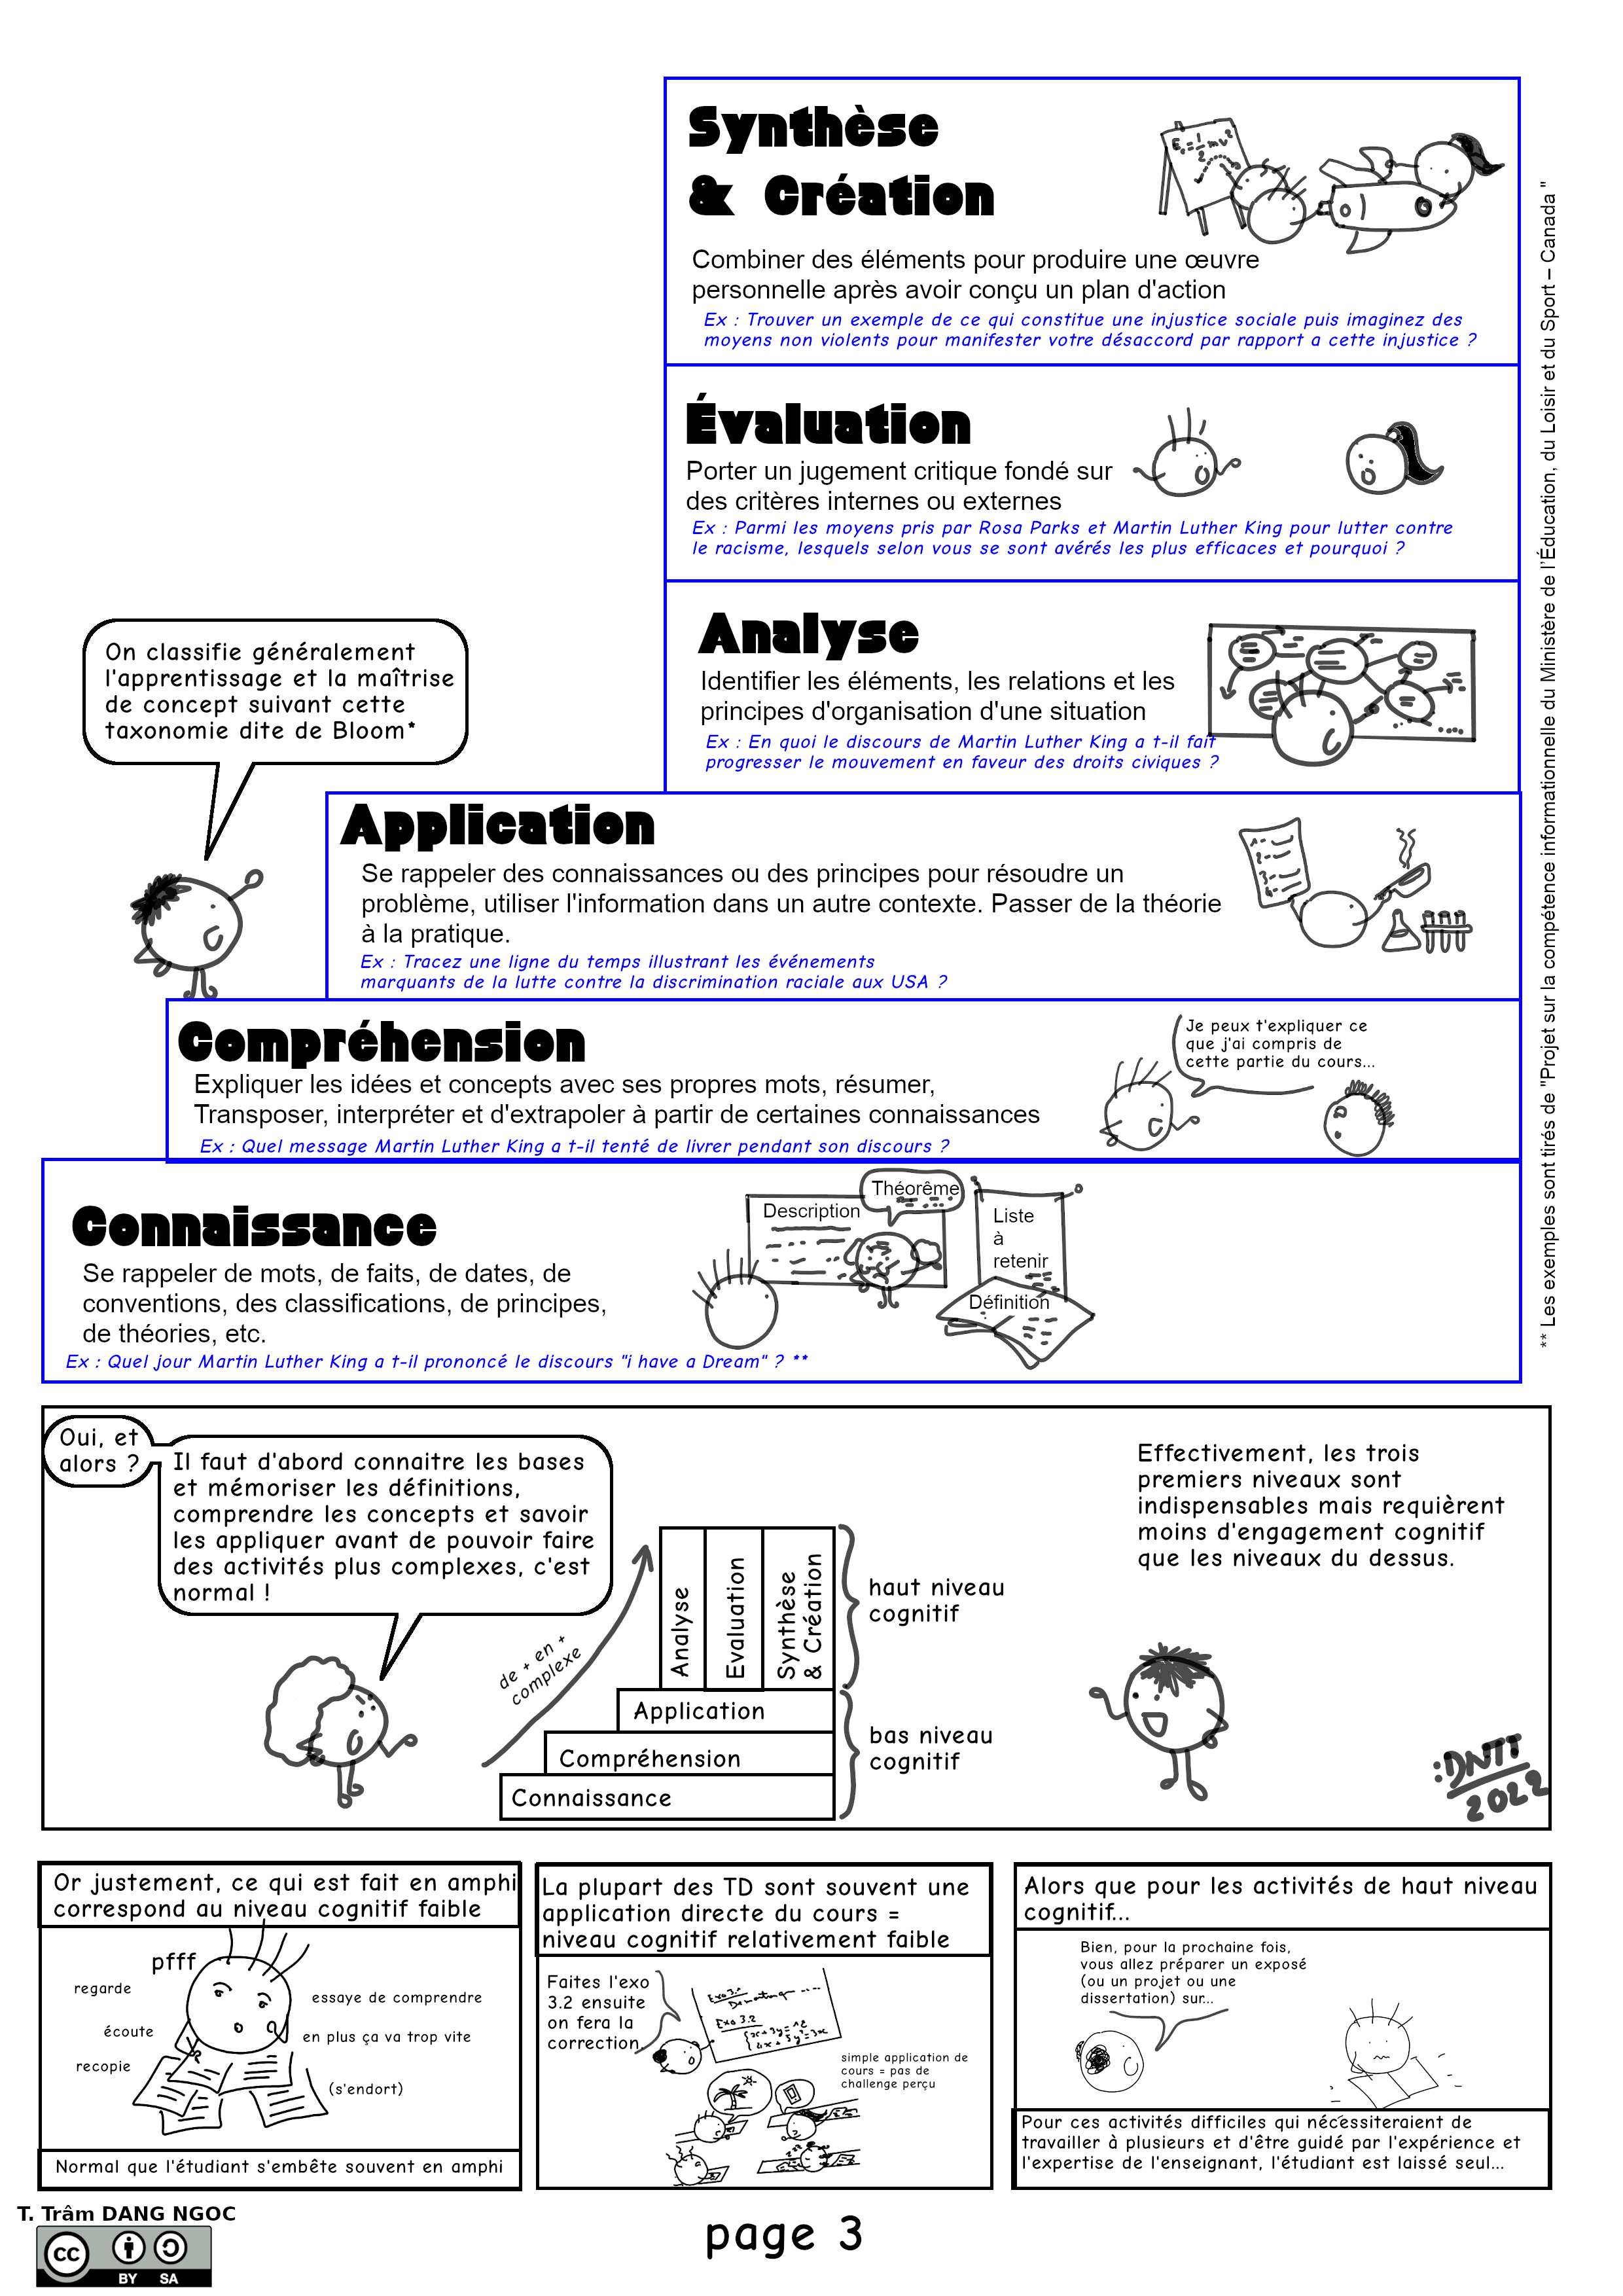 Synthèse
& Création
E = 1/2 mv²
Combiner des éléments pour produire une œuvre
personnelle après avoir conçu un plan d'action
Ex : Trouver un exemple de ce qui constitue une injustice sociale puis imaginez des
moyens non violents pour manifester votre désaccord par rapport a cette injustice ?
Évaluation
Porter un jugement critique fondé sur
des critères internes ou externes
Ex : Parmi les moyens pris par Rosa Parks et Martin Luther King pour lutter contre
le racisme, lesquels selon vous se sont avérés les plus efficaces et pourquoi ?
Analyse
Identifier les éléments, les relations et les
principes d'organisation d'une situation
Ex : En quoi le discours de Martin Luther King a t-il fait
progresser le mouvement en faveur des droits civiques ?
On classifie généralement
l'apprentissage et la maîtrise
de concept suivant cette
taxonomie dite de Bloom*
Application
Se rappeler des connaissances ou des principes pour résoudre un
problème, utiliser l'information dans un autre contexte. Passer de la théorie
à la pratique.
Ex : Tracez une ligne du temps illustrant les événements
marquants de la lutte contre la discrimination raciale aux USA ?
Compréhension
Expliquer les idées et concepts avec ses propres mots, résumer,
Transposer, interpréter et d'extrapoler à partir de certaines connaissances
Ex : Quel message Martin Luther King a t-il tenté de livrer pendant son discours ?
Je peux t'expliquer ce
que j'ai compris de
cette partie du cours...
Connaissance
Se rappeler de mots, de faits, de dates, de
conventions, des classifications, de principes,
de théories, etc.
Ex : Quel jour Martin Luther King a t-il prononcé le discours "i have a Dream" ? **
Description
Théorême
Liste
à
retenir
Définition
** Les exemples sont tirés de "Projet sur la compétence informationnelle du Ministère de l'Éducation, du Loisir et du Sport – Canada "
Oui, et
alors ?
Il faut d'abord connaitre les bases
et mémoriser les définitions,
comprendre les concepts et savoir
les appliquer avant de pouvoir faire
des activités plus complexes, c'est
normal !
de + en +
complexe
Analyse
Evaluation
Synthèse
& Création
Application
Compréhension
Connaissance
haut niveau
cognitif
bas niveau
cognitif
Effectivement, les trois
premiers niveaux sont
indispensables mais requièrent
moins d'engagement cognitif
que les niveaux du dessus.
:DNTT
2022
Or justement, ce qui est fait en amphi
correspond au niveau cognitif faible
pfff
regarde
écoute
recopie
essaye de comprendre
en plus ça va trop vite
(s'endort)
Normal que l'étudiant s'embête souvent en amphi
La plupart des TD sont souvent une
application directe du cours =
niveau cognitif relativement faible
Faites l'exo
3.2 ensuite
on fera la
correction.
Exo 3.2
simple application de
cours = pas de
challenge perçu
Alors que pour les activités de haut niveau
cognitif...
Bien, pour la prochaine fois,
vous allez préparer un exposé
(ou un projet ou une
dissertation) sur...
Pour ces activités difficiles qui nécessiteraient de
travailler à plusieurs et d'être guidé par l'expérience et
l'expertise de l'enseignant, l'étudiant est laissé seul...
T. Trâm DANG NGOC
cc
BY SA
page 3